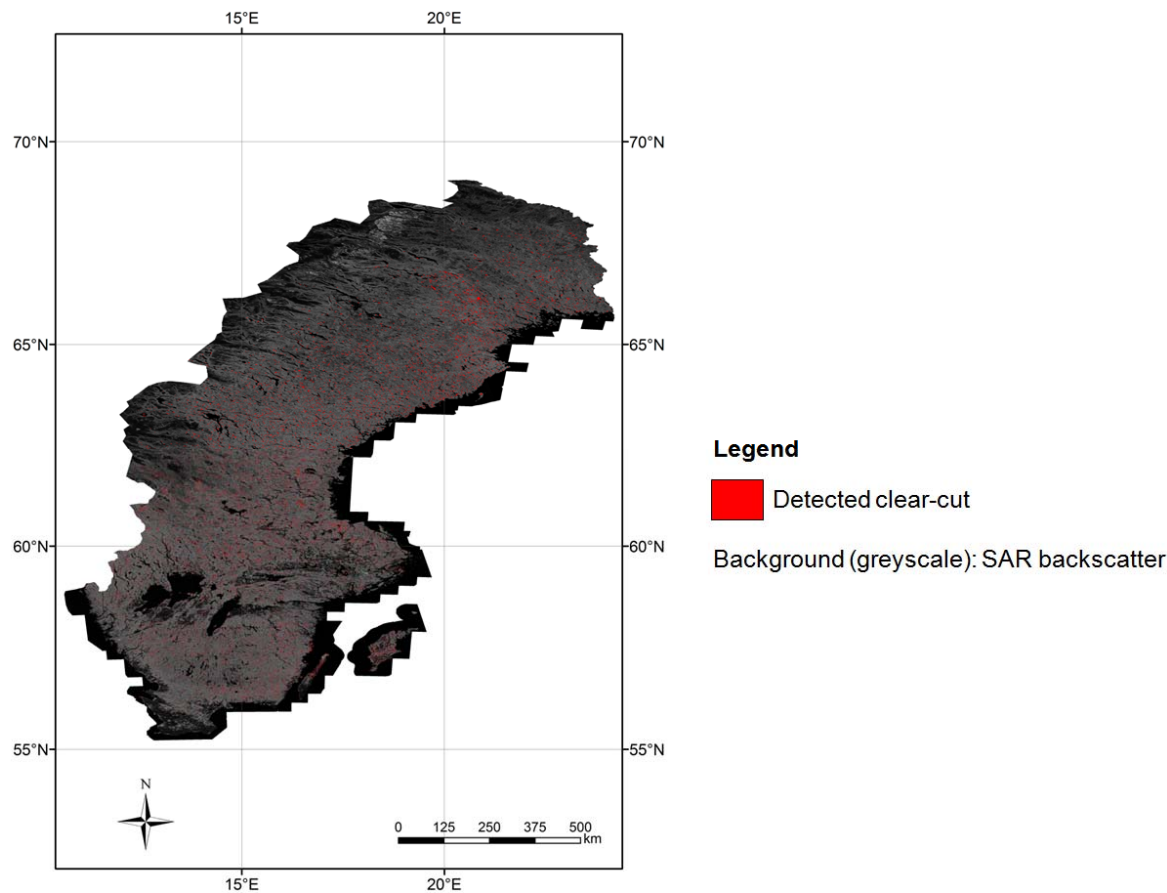 15°E 20°E
70°N 70°N
65°N 65°N
60°N 60°N
55°N 55°N
N
0 125 250 375 500
km
15°E 20°E
Legend
Detected clear-cut
Background (greyscale): SAR backscatter